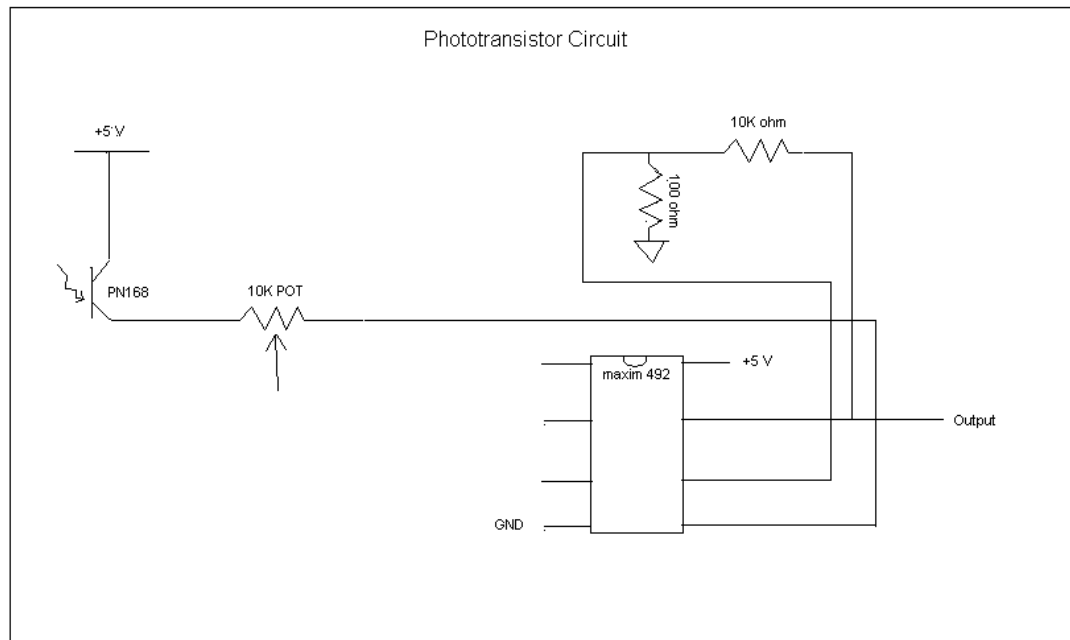 Phototransistor Circuit
+5 V
10K ohm
100 ohm
PN168
10K POT
maxim 492
+5 V
Output
GND